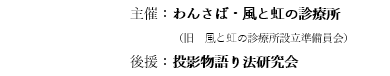 主催：わんさば・風と虹の診療所
（旧　風と虹の診療所設立準備員会）
後援：投影物語り法研究会